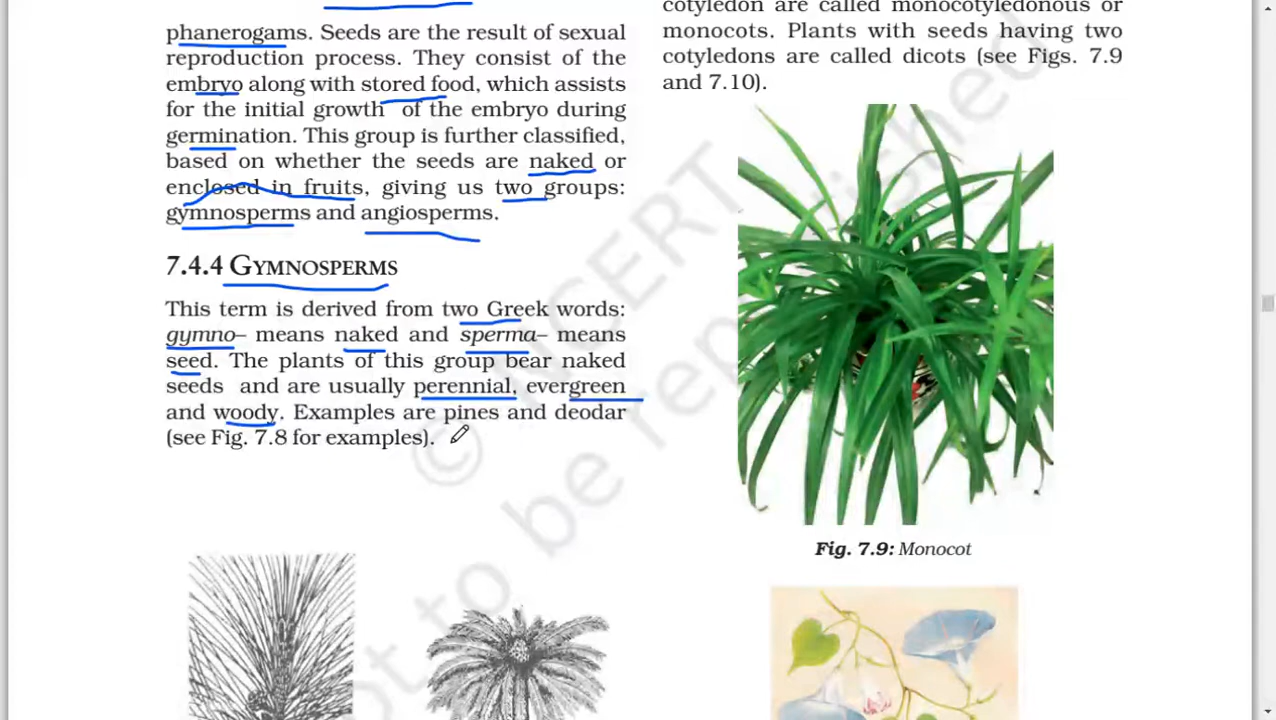 phanerogams. Seeds are the result of sexual
reproduction process. They consist of the
embryo along with stored food, which assists
for the initial growth of the embryo during
germination. This group is further classified,
based on whether the seeds are naked or
enclosed in fruits, giving us two groups:
gymnosperms and angiosperms.
7.4.4 GYMNOSPERMS
This term is derived from two Greek words:
gymno– means naked and sperma– means
seed. The plants of this group bear naked
seeds and are usually perennial, evergreen
and woody. Examples are pines and deodar
(see Fig. 7.8 for examples).
cotyledon are called monocotyledonous or
monocots. Plants with seeds having two
cotyledons are called dicots (see Figs. 7.9
and 7.10).
Fig. 7.9: Monocot
© NCERT
not to be republished